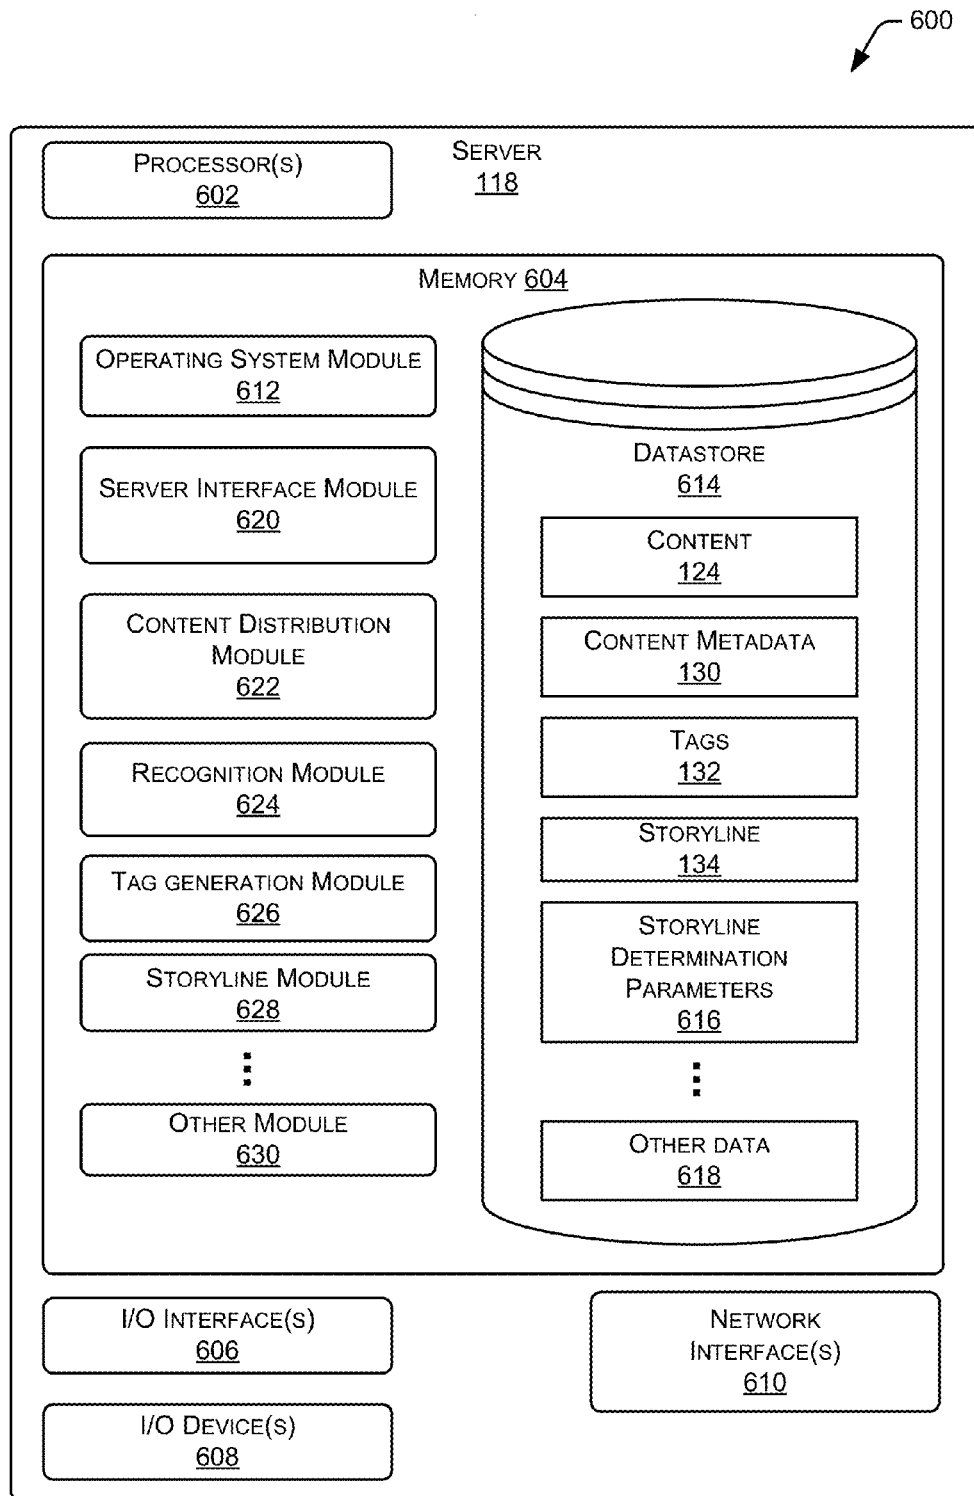 600
PROCESSOR(S)
602
SERVER
118
MEMORY 604
OPERATING SYSTEM MODULE
612
SERVER INTERFACE MODULE
620
CONTENT DISTRIBUTION
MODULE
622
RECOGNITION MODULE
624
TAG GENERATION MODULE
626
STORYLINE MODULE
628
OTHER MODULE
630
DATASTORE
614
CONTENT
124
CONTENT METADATA
130
TAGS
132
STORYLINE
134
STORYLINE
DETERMINATION
PARAMETERS
616
OTHER DATA
618
I/O INTERFACE(S)
606
I/O DEVICE(S)
608
NETWORK
INTERFACE(S)
610